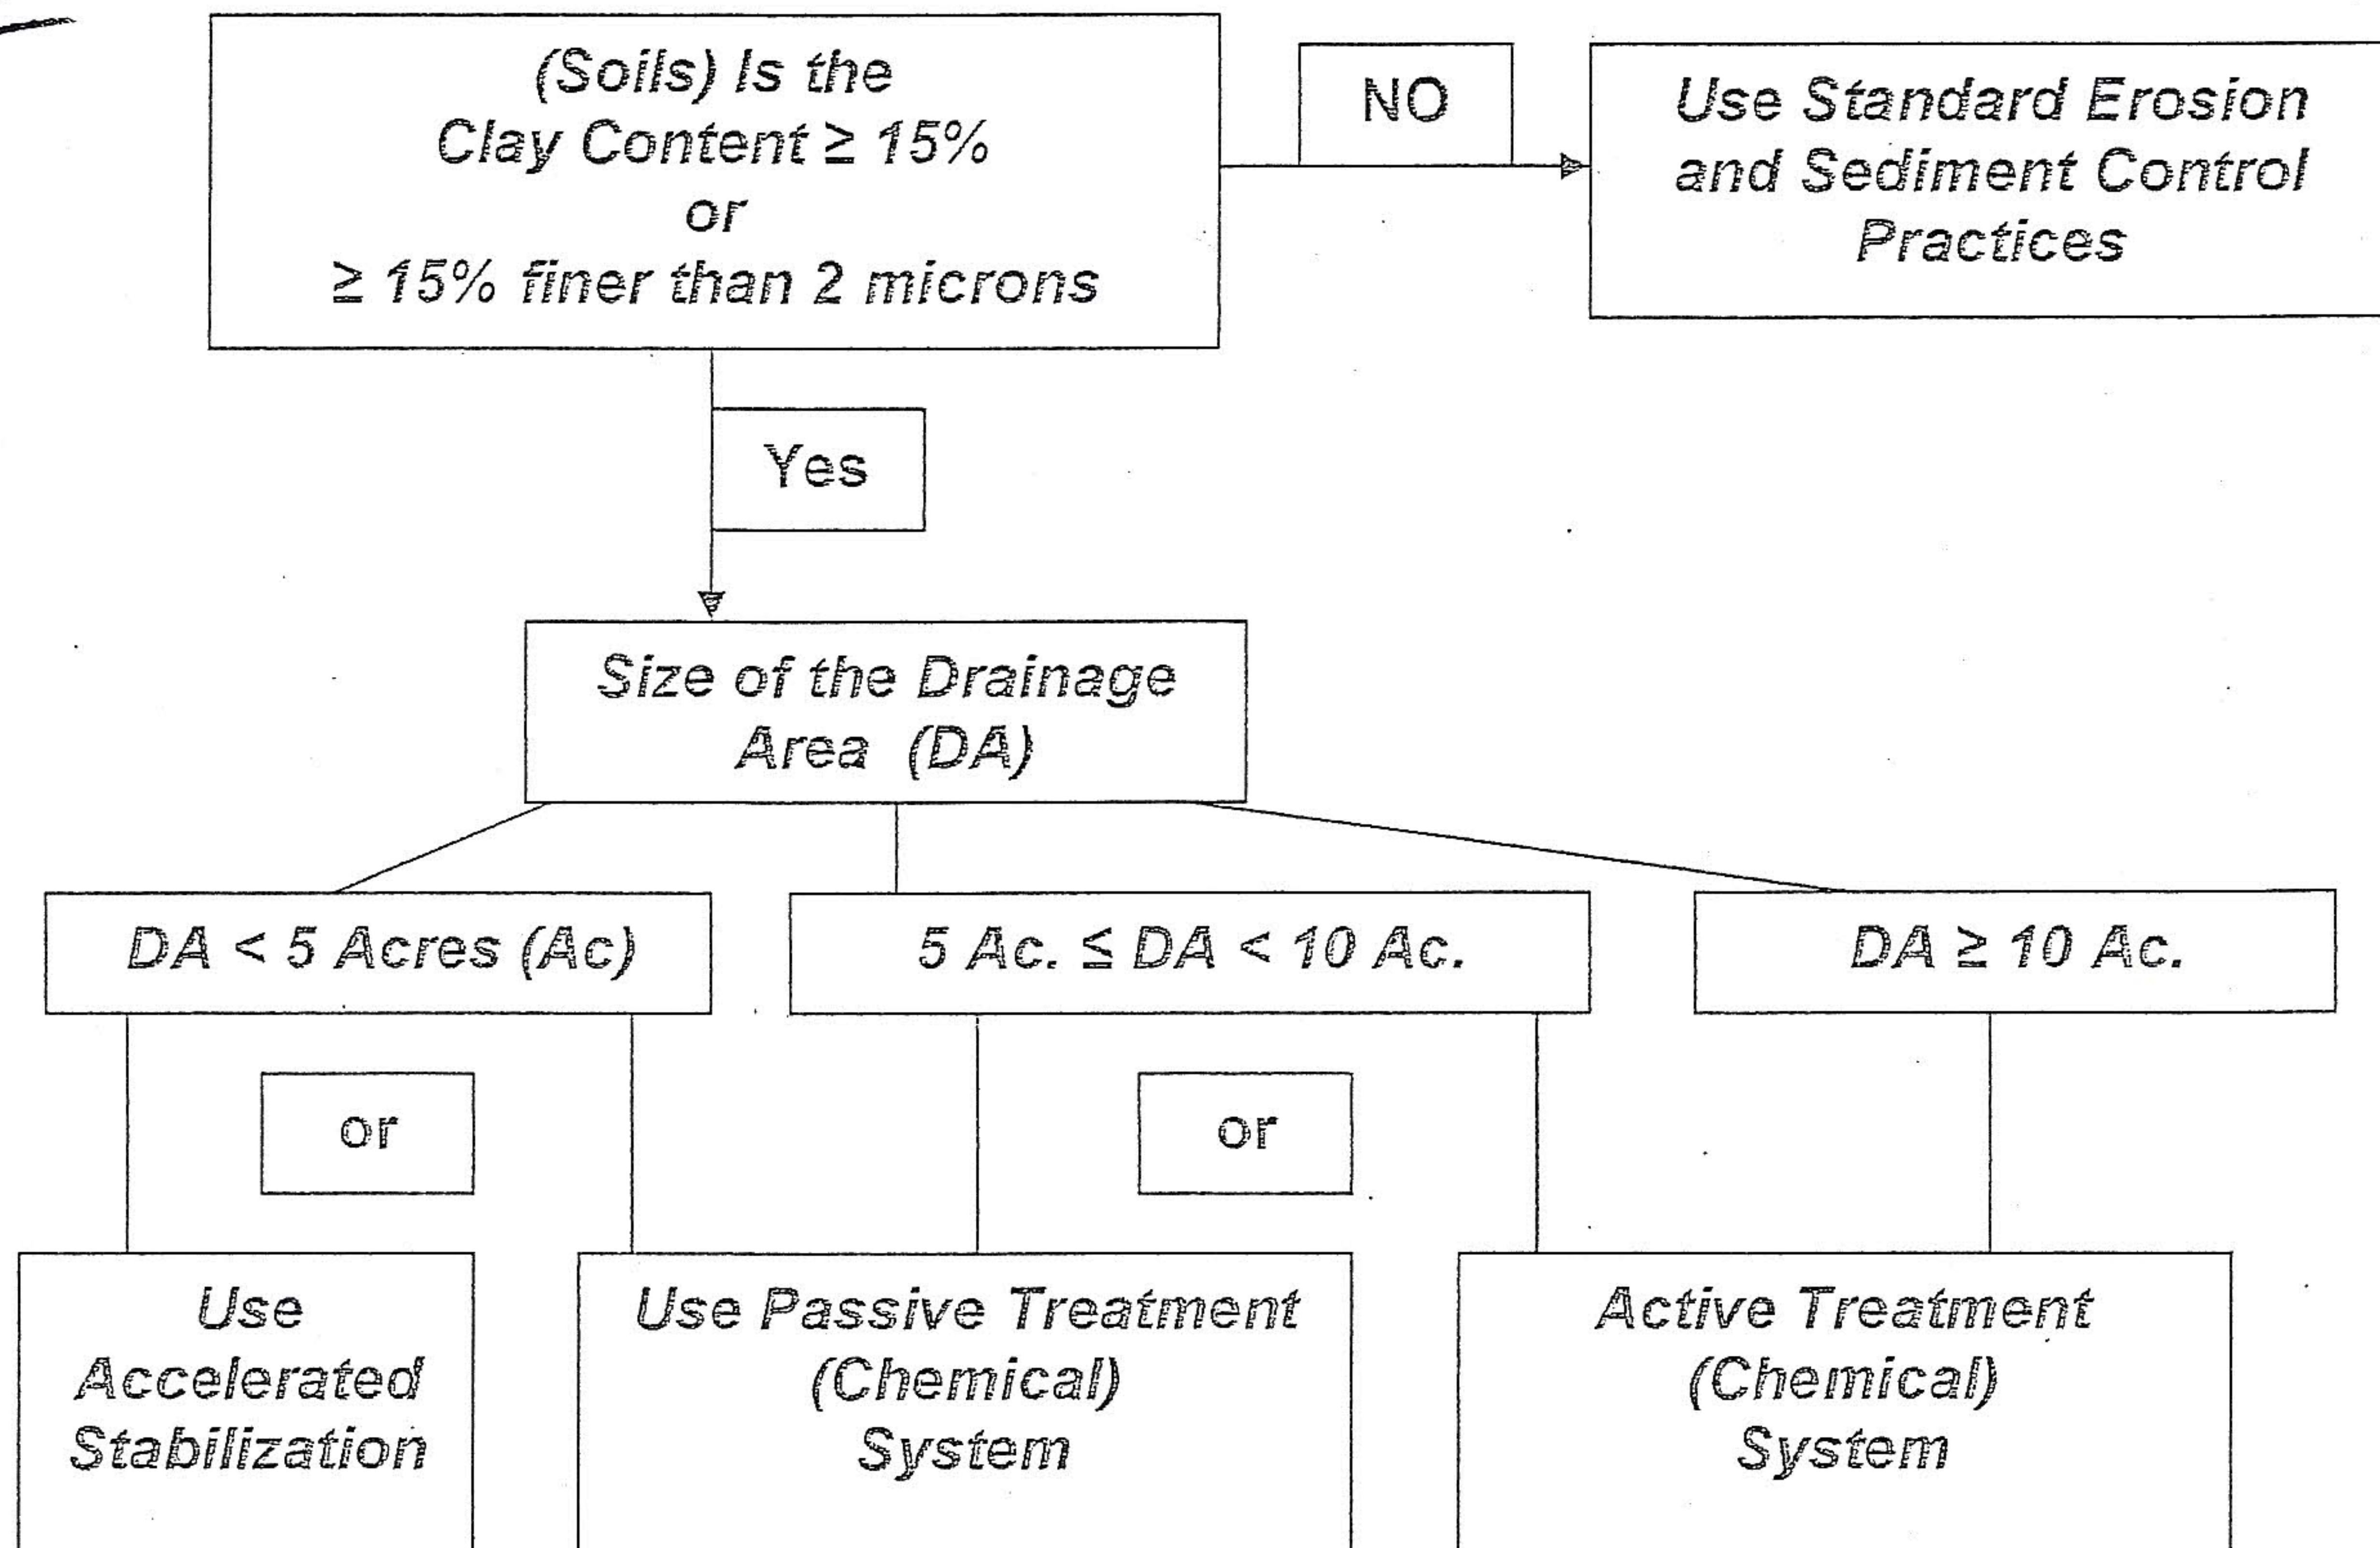 (Soils) Is the
Clay Content ≥ 15%
or
≥ 15% finer than 2 microns
NO
Use Standard Erosion
and Sediment Control
Practices
Yes
Size of the Drainage
Area (DA)
DA < 5 Acres (Ac)
5 Ac. ≤ DA < 10 Ac.
DA ≥ 10 Ac.
or
or
Use
Accelerated
Stabilization
Use Passive Treatment
(Chemical)
System
Active Treatment
(Chemical)
System